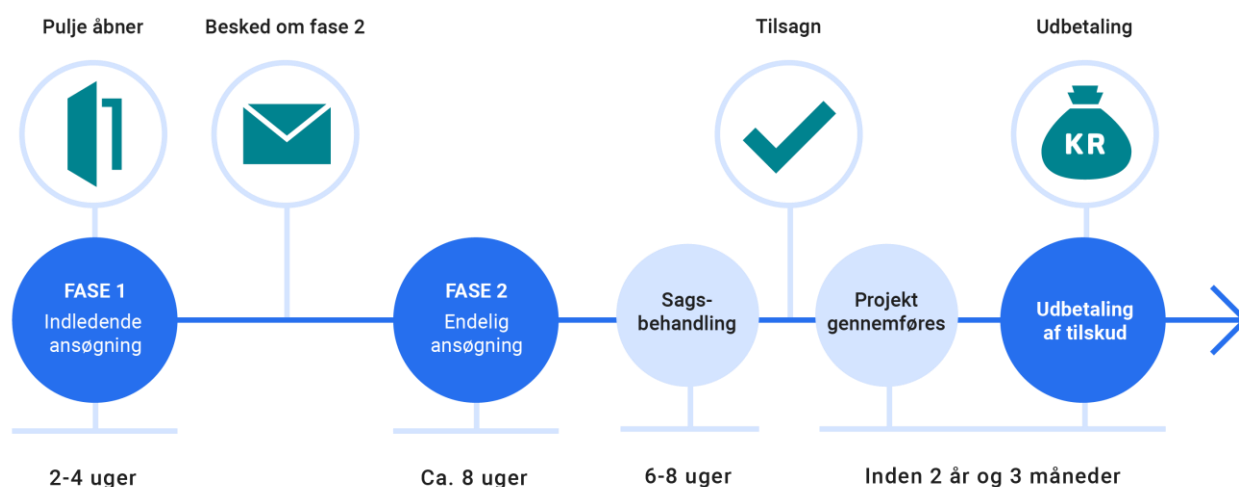 Pulje åbner
Besked om fase 2
Tilsagn
Udbetaling
KR
FASE 1
Indledende
ansøgning
FASE 2
Endelig
ansøgning
Sags-
behandling
Projekt
gennemføres
Udbetaling
af tilskud
2-4 uger
Ca. 8 uger
6-8 uger
Inden 2 år og 3 måneder